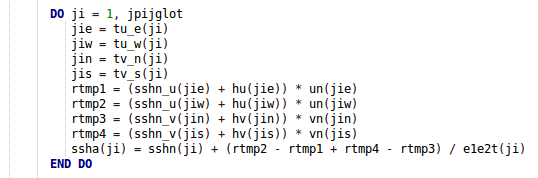 DO ji = 1, jpijglot
jie = tu_e(ji)
jiw = tu_w(ji)
jin = tv_n(ji)
jis = tv_s(ji)
rtmp1 = (sshn_u(jie) + hu(jie)) * un(jie)
rtmp2 = (sshn_u(jiw) + hu(jiw)) * un(jiw)
rtmp3 = (sshn_v(jin) + hv(jin)) * vn(jin)
rtmp4 = (sshn_v(jis) + hv(jis)) * vn(jis)
ssha(ji) = sshn(ji) + (rtmp2 - rtmp1 + rtmp4 - rtmp3) / e1e2t(ji)
END DO